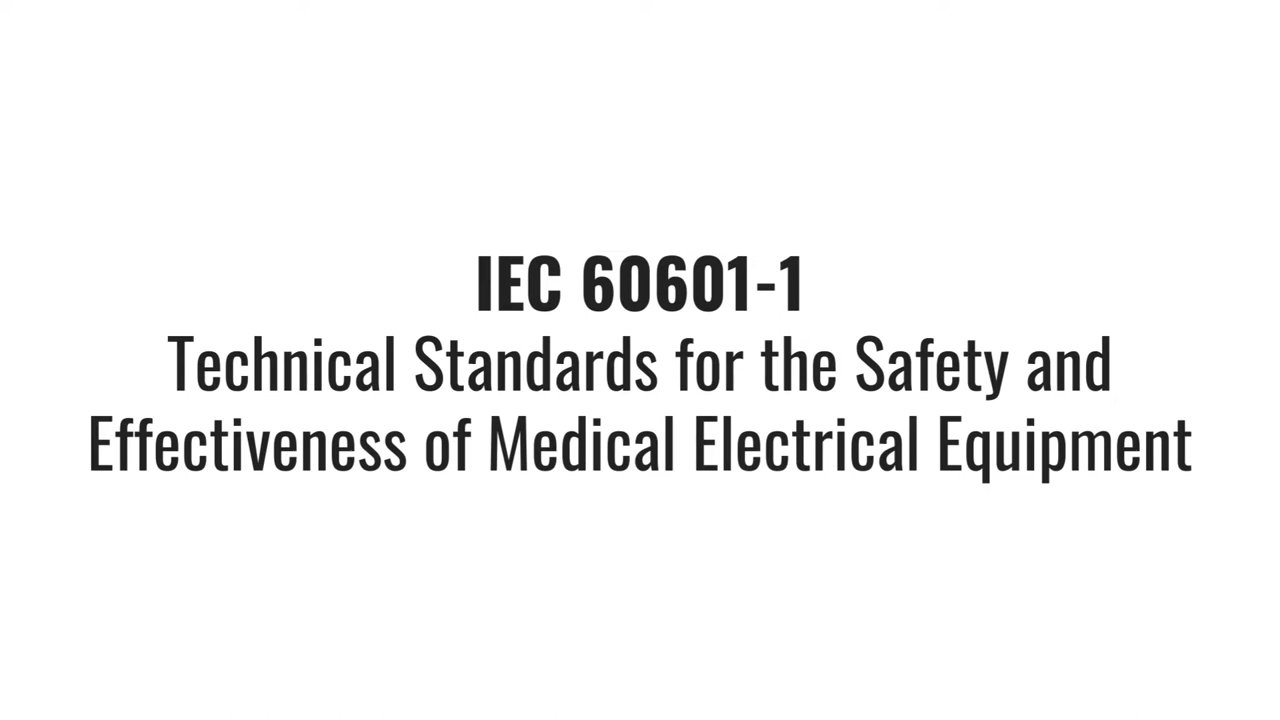 IEC 60601-1
Technical Standards for the Safety and
Effectiveness of Medical Electrical Equipment